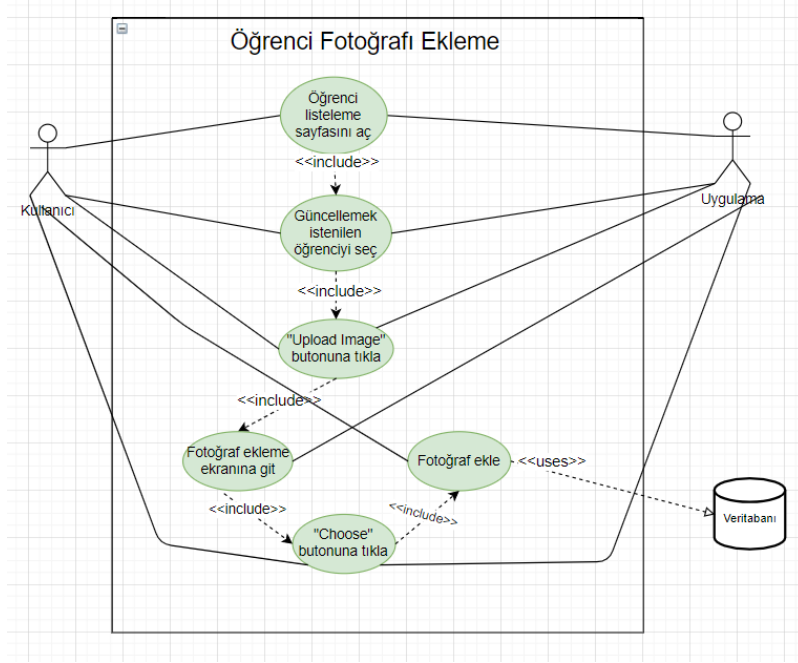 Öğrenci Fotoğrafı Ekleme
Öğrenci
listeleme
sayfasını aç
<<include>>
Kullanıcı
Uygulama
Güncellemek
istenilen
öğrenciyi seç
<<include>>
"Upload Image"
butonuna tıkla
<<include>>
Fotoğraf ekleme
ekranına git
Fotoğraf ekle
<<uses>>
<<include>>
<<include>>
"Choose"
butonuna tıkla
Veritabanı